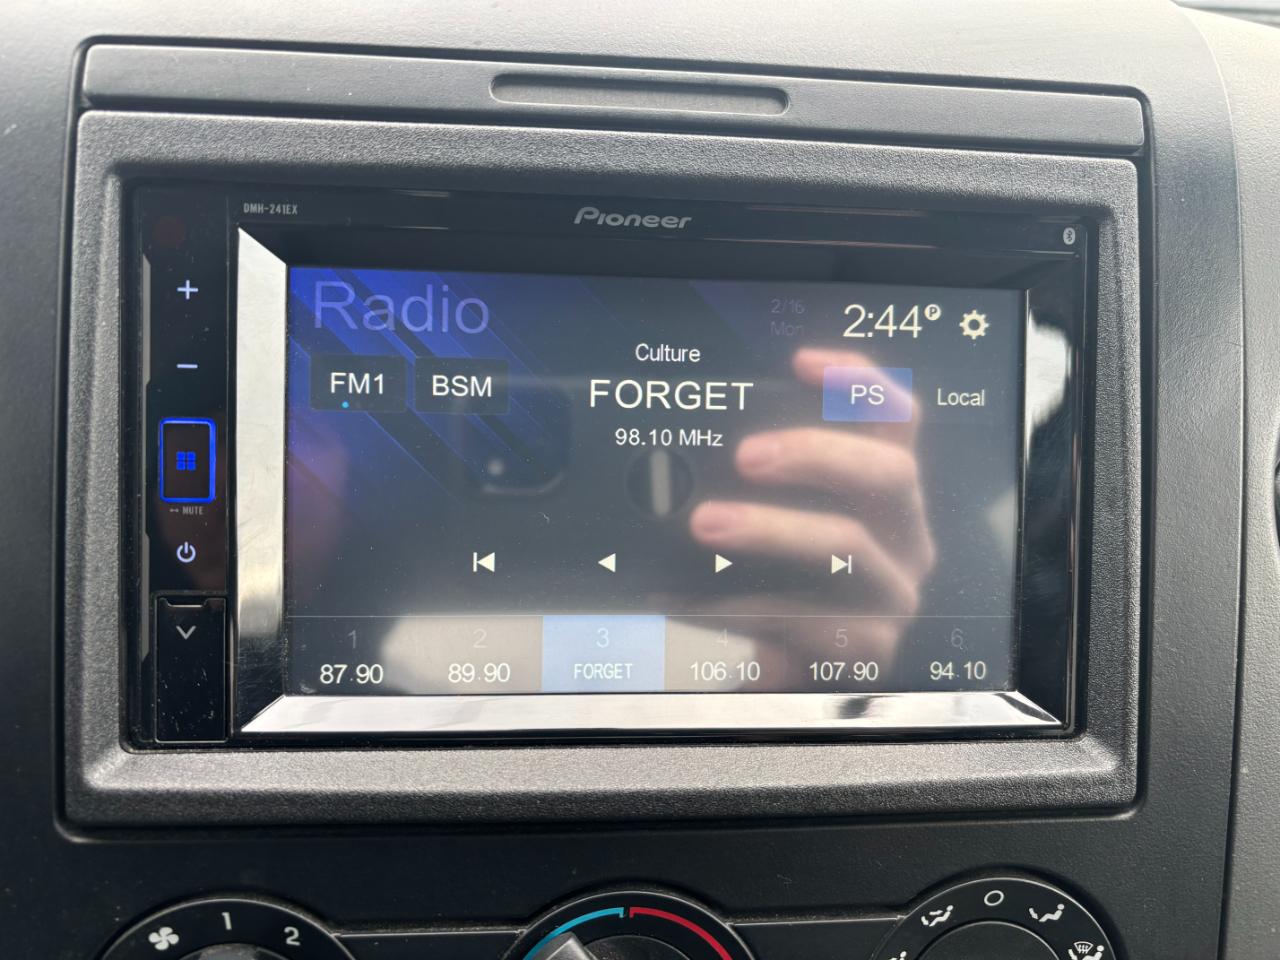 DMH-241EX
Pioneer
Radio
2/16
Mon
2:44 P
Culture
FM1
BSM
FORGET
PS
Local
98.10 MHz
MUTE
1
2
3
4
5
6
87.90
89.90
FORGET
106.10
107.90
94.10
1
2